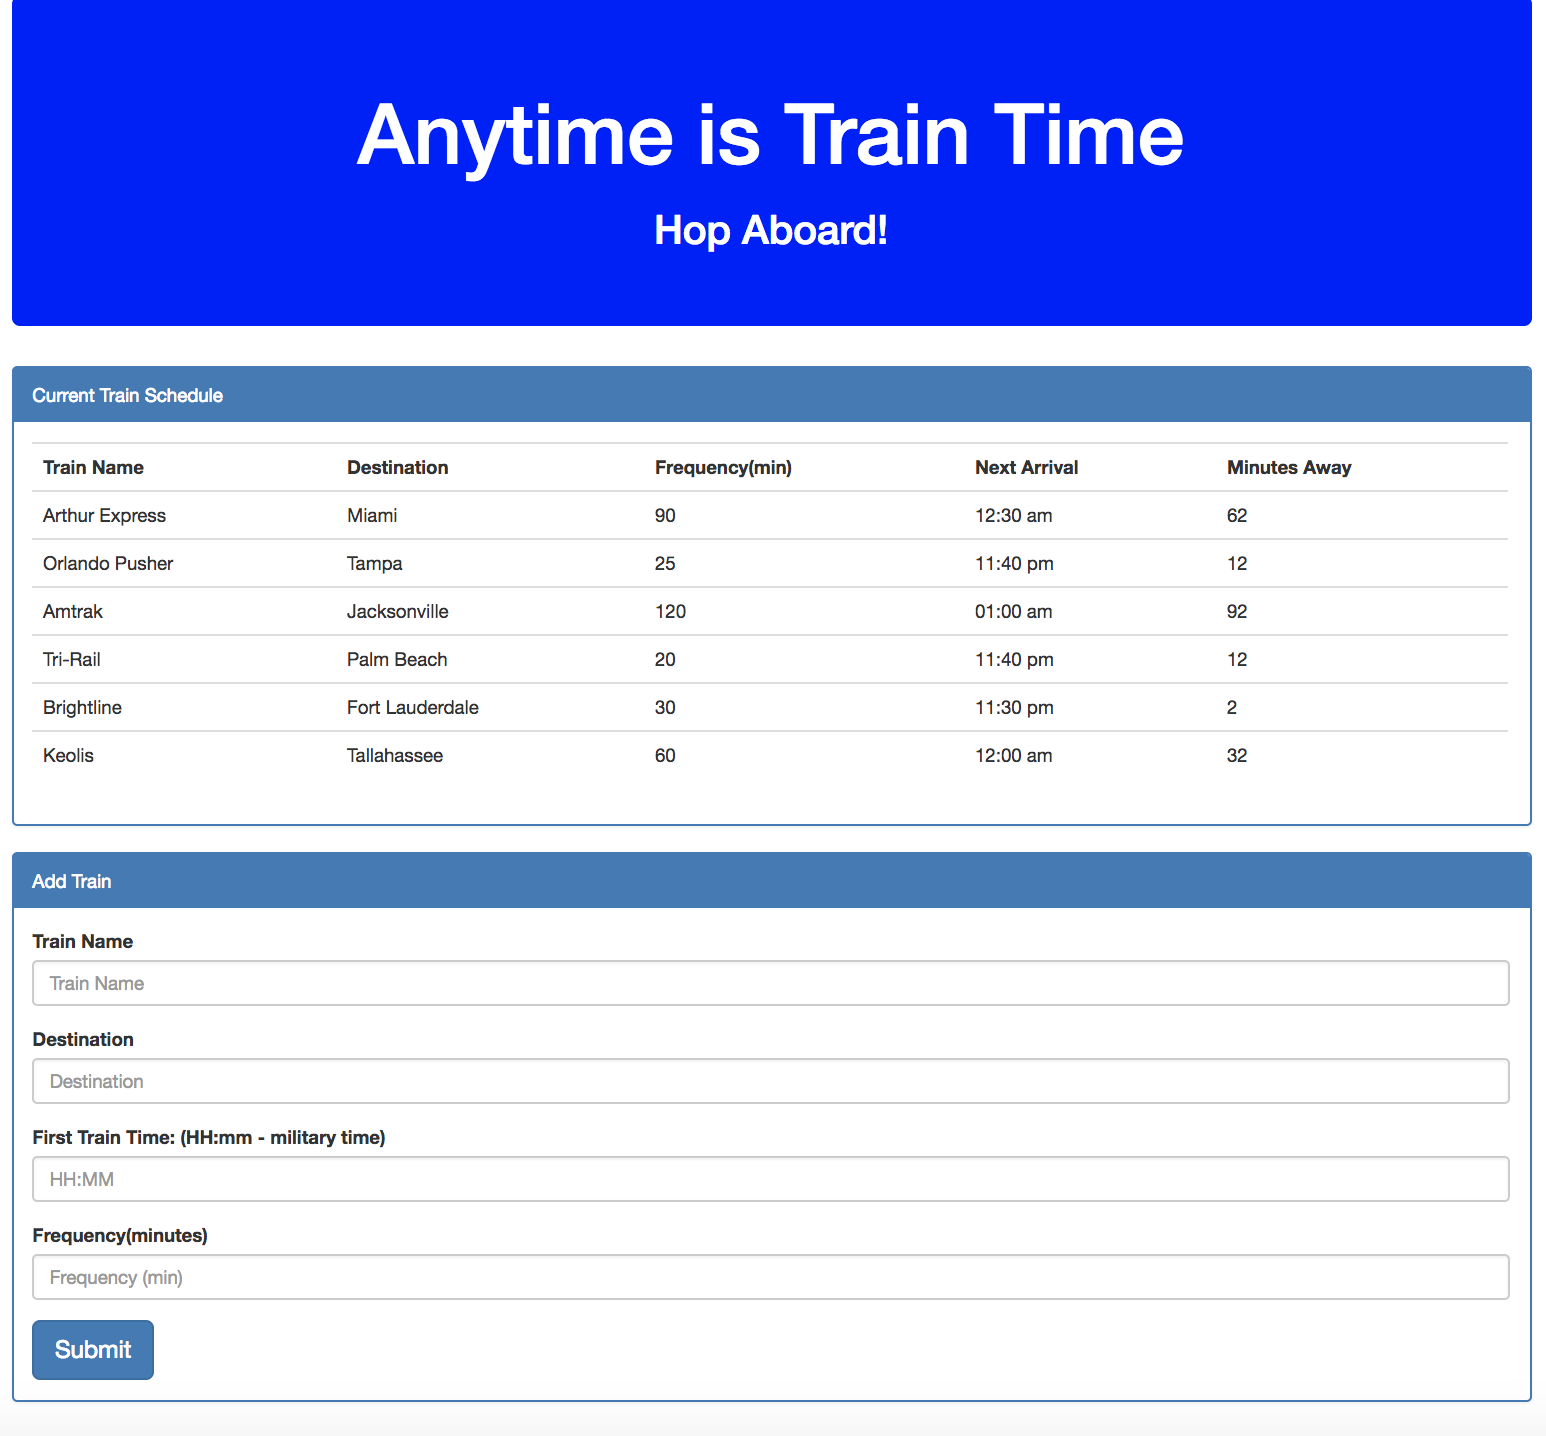 Anytime is Train Time
Hop Aboard!
Current Train Schedule
Train Name Destination Frequency(min) Next Arrival Minutes Away
Arthur Express Miami 90 12:30 am 62
Orlando Pusher Tampa 25 11:40 pm 12
Amtrak Jacksonville 120 01:00 am 92
Tri-Rail Palm Beach 20 11:40 pm 12
Brightline Fort Lauderdale 30 11:30 pm 2
Keolis Tallahassee 60 12:00 am 32
Add Train
Train Name
Train Name
Destination
Destination
First Train Time: (HH:mm - military time)
HH:MM
Frequency(minutes)
Frequency (min)
Submit